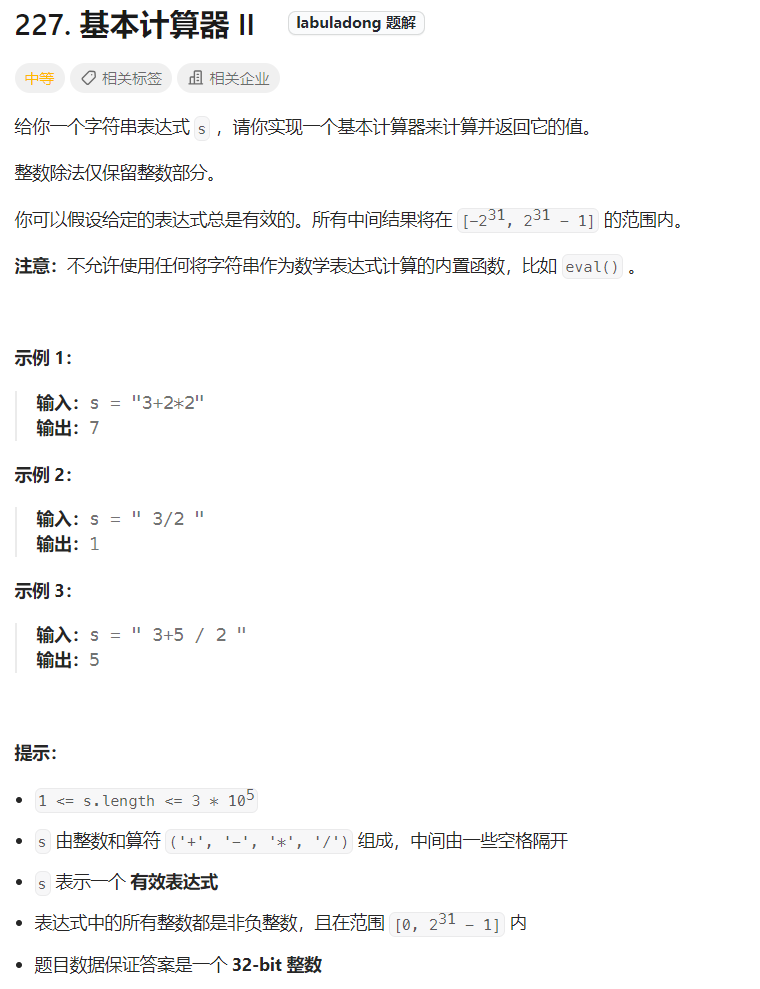 227. 基本计算器 II labuladong 题解
中等 相关标签 相关企业
给你一个字符串表达式 s ，请你实现一个基本计算器来计算并返回它的值。
整数除法仅保留整数部分。
你可以假设给定的表达式总是有效的。所有中间结果将在 [-2^31, 2^31 - 1] 的范围内。
注意：不允许使用任何将字符串作为数学表达式计算的内置函数，比如 eval() 。
示例 1：
输入：s = "3+2*2"
输出：7
示例 2：
输入：s = " 3/2 "
输出：1
示例 3：
输入：s = " 3+5 / 2 "
输出：5
提示：
• 1 <= s.length <= 3 * 10^5
• s 由整数和算符 ('+', '-', '*', '/') 组成，中间由一些空格隔开
• s 表示一个 有效表达式
• 表达式中的所有整数都是非负整数，且在范围 [0, 2^31 - 1] 内
• 题目数据保证答案是一个 32-bit 整数